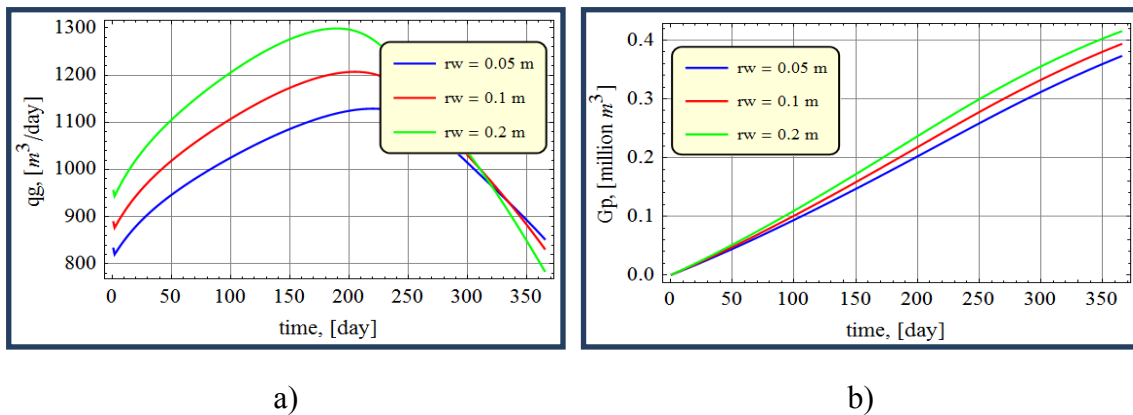 1300
1200
1100
1000
900
800
qg, [m³/day]
rw = 0.05 m
rw = 0.1 m
rw = 0.2 m
0 50 100 150 200 250 300 350
time, [day]
a)
0.4
0.3
0.2
0.1
0.0
Gp, [million m³]
rw = 0.05 m
rw = 0.1 m
rw = 0.2 m
0 50 100 150 200 250 300 350
time, [day]
b)